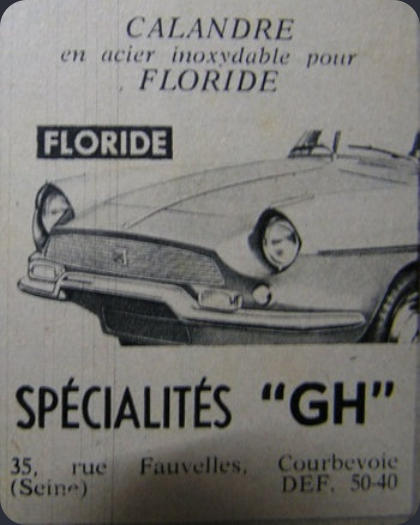 CALANDRE
en acier inoxydable pour
FLORIDE
FLORIDE
SPÉCIALITÉS “GH”
35, rue Fauvelles, Courbevoie
(Seine) DEF. 50-40